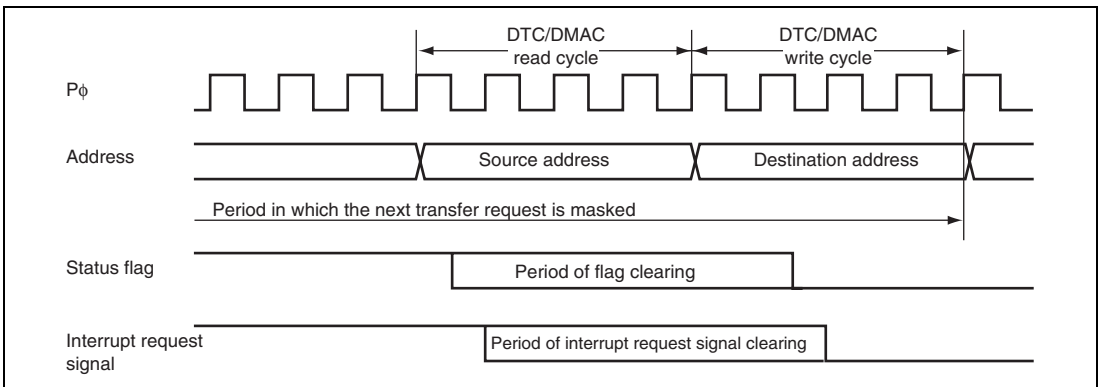 DTC/DMAC
read cycle
DTC/DMAC
write cycle
Pϕ
Address
Source address
Destination address
Period in which the next transfer request is masked
Status flag
Period of flag clearing
Interrupt request
signal
Period of interrupt request signal clearing